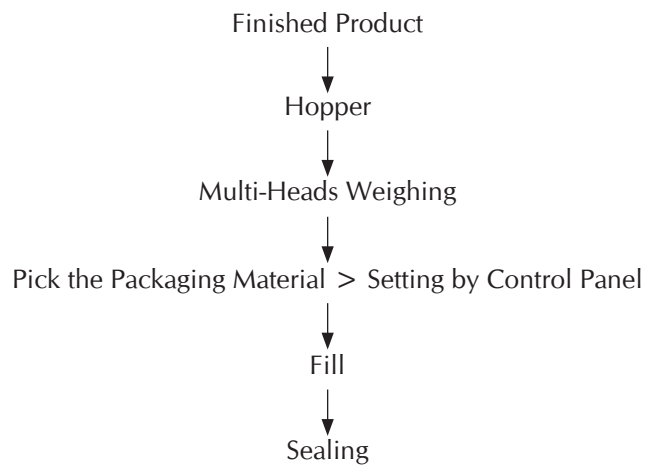 Finished Product
Hopper
Multi-Heads Weighing
Pick the Packaging Material > Setting by Control Panel
Fill
Sealing